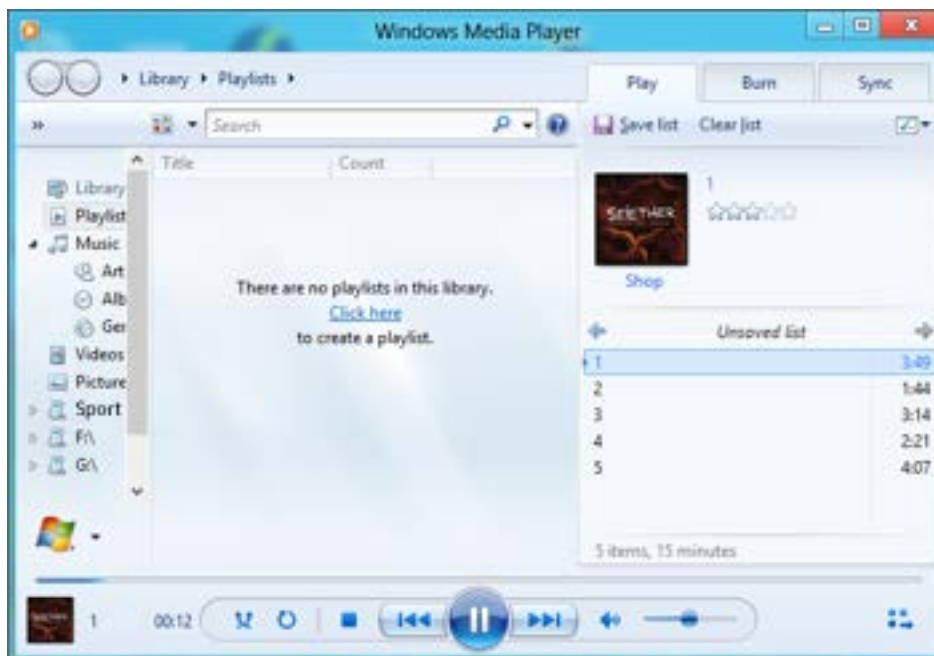 Windows Media Player
Library
Playlists
Play
Burn
Sync
Search
Save list
Clear list
Title
Count
Library
Playlist
Music
Art
Alb
Ger
Videos
Picture
Sport
F:\
G:\
There are no playlists in this library.
Click here
to create a playlist.
1
Shop
Unsaved list
1 3:49
2 1:44
3 3:14
4 2:21
5 4:07
5 items, 15 minutes
1
00:12